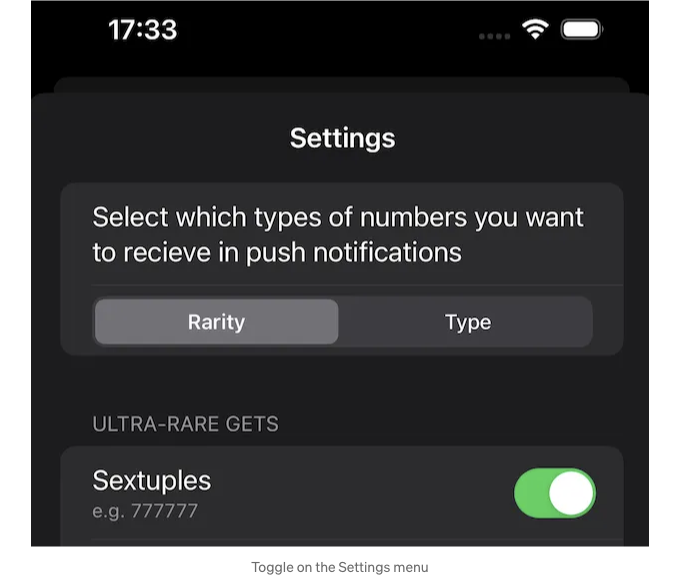 17:33
Settings
Select which types of numbers you want
to recieve in push notifications
Rarity
Type
ULTRA-RARE GETS
Sextuples
e.g. 777777
Toggle on the Settings menu